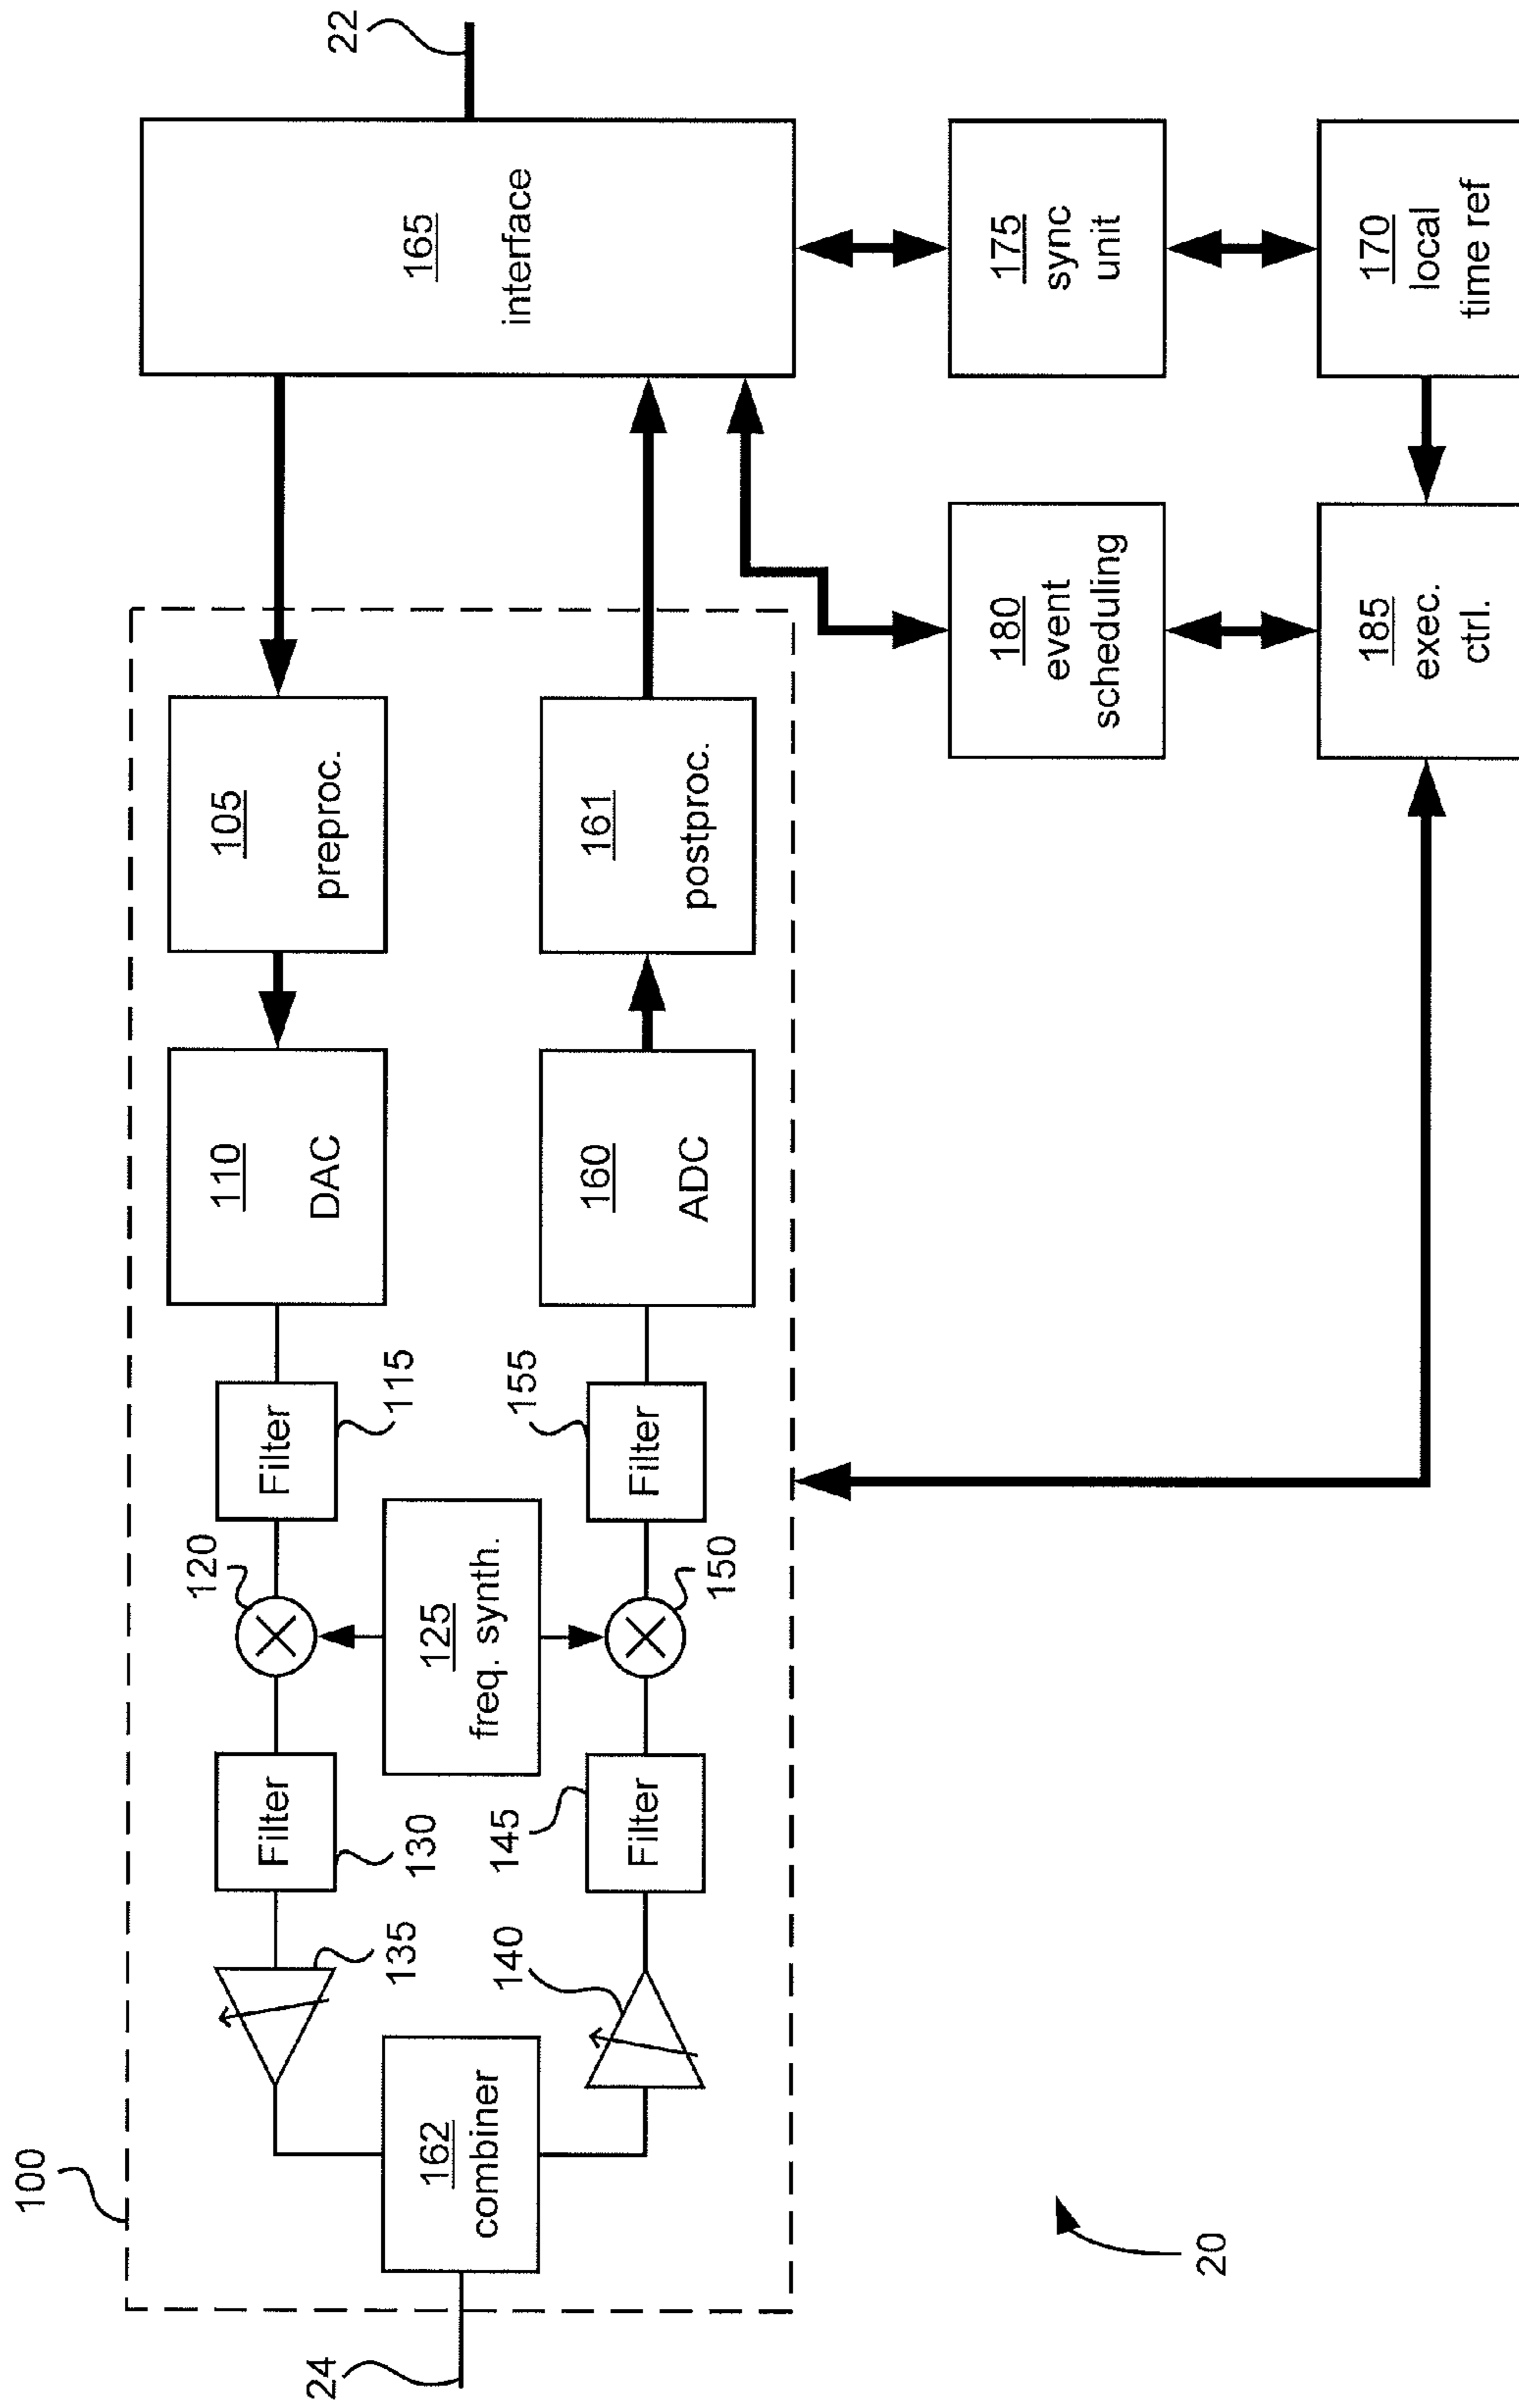 100
24
162
combiner
135
140
130
Filter
145
Filter
120
125
freq. synth.
150
115
Filter
155
Filter
110
DAC
160
ADC
105
preproc.
161
postproc.
165
interface
22
180
event
scheduling
175
sync
unit
185
exec.
ctrl.
170
local
time ref
20